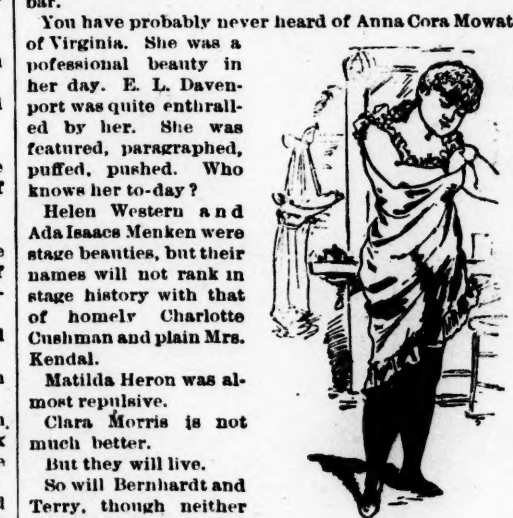 bar.
You have probably never heard of Anna Cora Mowat
of Virginia. She was a
pofessional beauty in
her day. E. L. Daven-
port was quite enthrall-
ed by her. She was
featured, paragraphed,
puffed, pushed. Who
knows her to-day?
Helen Western and
Ada Isaacs Menken were
stage beauties, but their
names will not rank in
stage history with that
of homely Charlotte
Cushman and plain Mrs.
Kendal.
Matilda Heron was al-
most repulsive.
Clara Morris is not
much better.
But they will live.
So will Bernhardt and
Terry, though neither